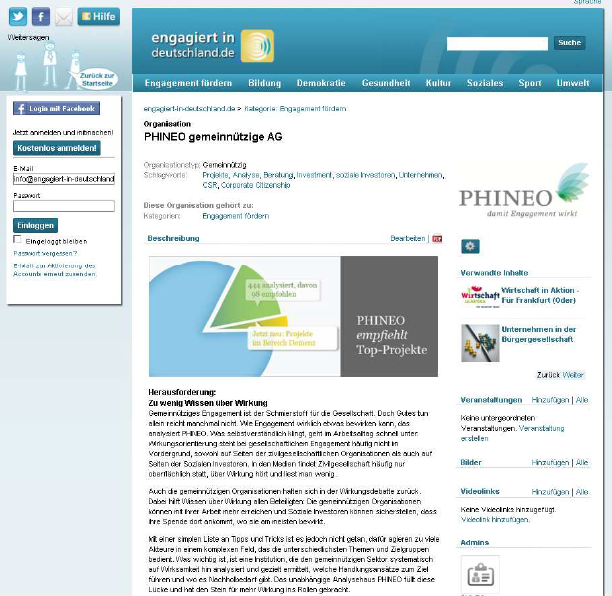 Sprache
Hilfe
Weitersagen
Zurück zur
Startseite
engagiert in
deutschland.de
Suche
Engagement fördern Bildung Demokratie Gesundheit Kultur Soziales Sport Umwelt
Login mit Facebook
Jetzt anmelden und mitmachen!
Kostenlos anmelden!
E-Mail
info@engagiert-in-deutschland
Passwort
Einloggen
Eingeloggt bleiben
Passwort vergessen?
E-Mail zur Aktivierung des
Accounts erneut zusenden.
engagiert-in-deutschland.de > Kategorie: Engagement fördern
Organisation
PHINEO gemeinnützige AG
Organisationstyp: Gemeinnützig
Schlagworte: Projekte, Analyse, Beratung, Investment, soziale Investoren, Unternehmen,
CSR, Corporate Citizenship
Diese Organisation gehört zu:
Kategorien: Engagement fördern
Beschreibung Bearbeiten |
444 analysiert, davon
98 empfohlen
Jetzt neu: Projekte
im Bereich Demenz
PHINEO
empfiehlt
Top-Projekte
Herausforderung:
Zu wenig Wissen über Wirkung
Gemeinnütziges Engagement ist der Schmierstoff für die Gesellschaft. Doch Gutes tun
allein reicht manchmal nicht. Wie Engagement wirklich etwas bewirken kann, das
analysiert PHINEO. Was selbstverständlich klingt, geht im Arbeitsalltag schnell unter.
Wirkungsorientierung steht bei gesellschaftlichen Engagement häufig nicht im
Vordergrund, sowohl auf Seiten der zivilgesellschaftlichen Organisationen als auch auf
Seiten der Sozialen Investoren. In den Medien findet Zivilgesellschaft häufig nur
oberflächlich statt, über Wirkung hört und liest man wenig.
Auch die gemeinnützigen Organisationen halten sich in der Wirkungsdebatte zurück.
Dabei hilft Wissen über Wirkung allen Beteiligten: Die gemeinnützigen Organisationen
können mit ihrer Arbeit mehr erreichen und Soziale Investoren können sicherstellen, dass
ihre Spende dort ankommt, wo sie am meisten bewirkt.
Mit einer simplen Liste an Tipps und Tricks ist es jedoch nicht getan, dafür agieren zu viele
Akteure in einem komplexen Feld, das die unterschiedlichsten Themen und Zielgruppen
bedient. Was wichtig ist, ist eine Institution, die den gemeinnützigen Sektor systematisch
auf Wirksamkeit hin analysiert und gezielt ermittelt, welche Handlungsansätze zum Ziel
führen und wo es Nachholbedarf gibt. Das unabhängige Analysehaus PHINEO füllt diese
Lücke und hat den Stein für mehr Wirkung ins Rollen gebracht.
PHINEO
damit Engagement wirkt
Verwandte Inhalte
Wirtschaft
Wirtschaft in Aktion -
Für Frankfurt (Oder)
Unternehmen in der
Bürgergesellschaft
Zurück Weiter
Veranstaltungen Hinzufügen | Alle
Keine untergeordneten
Veranstaltungen. Veranstaltung
erstellen
Bilder Hinzufügen | Alle
Videolinks Hinzufügen | Alle
Keine Videolinks hinzugefügt.
Videolink hinzufügen.
Admins